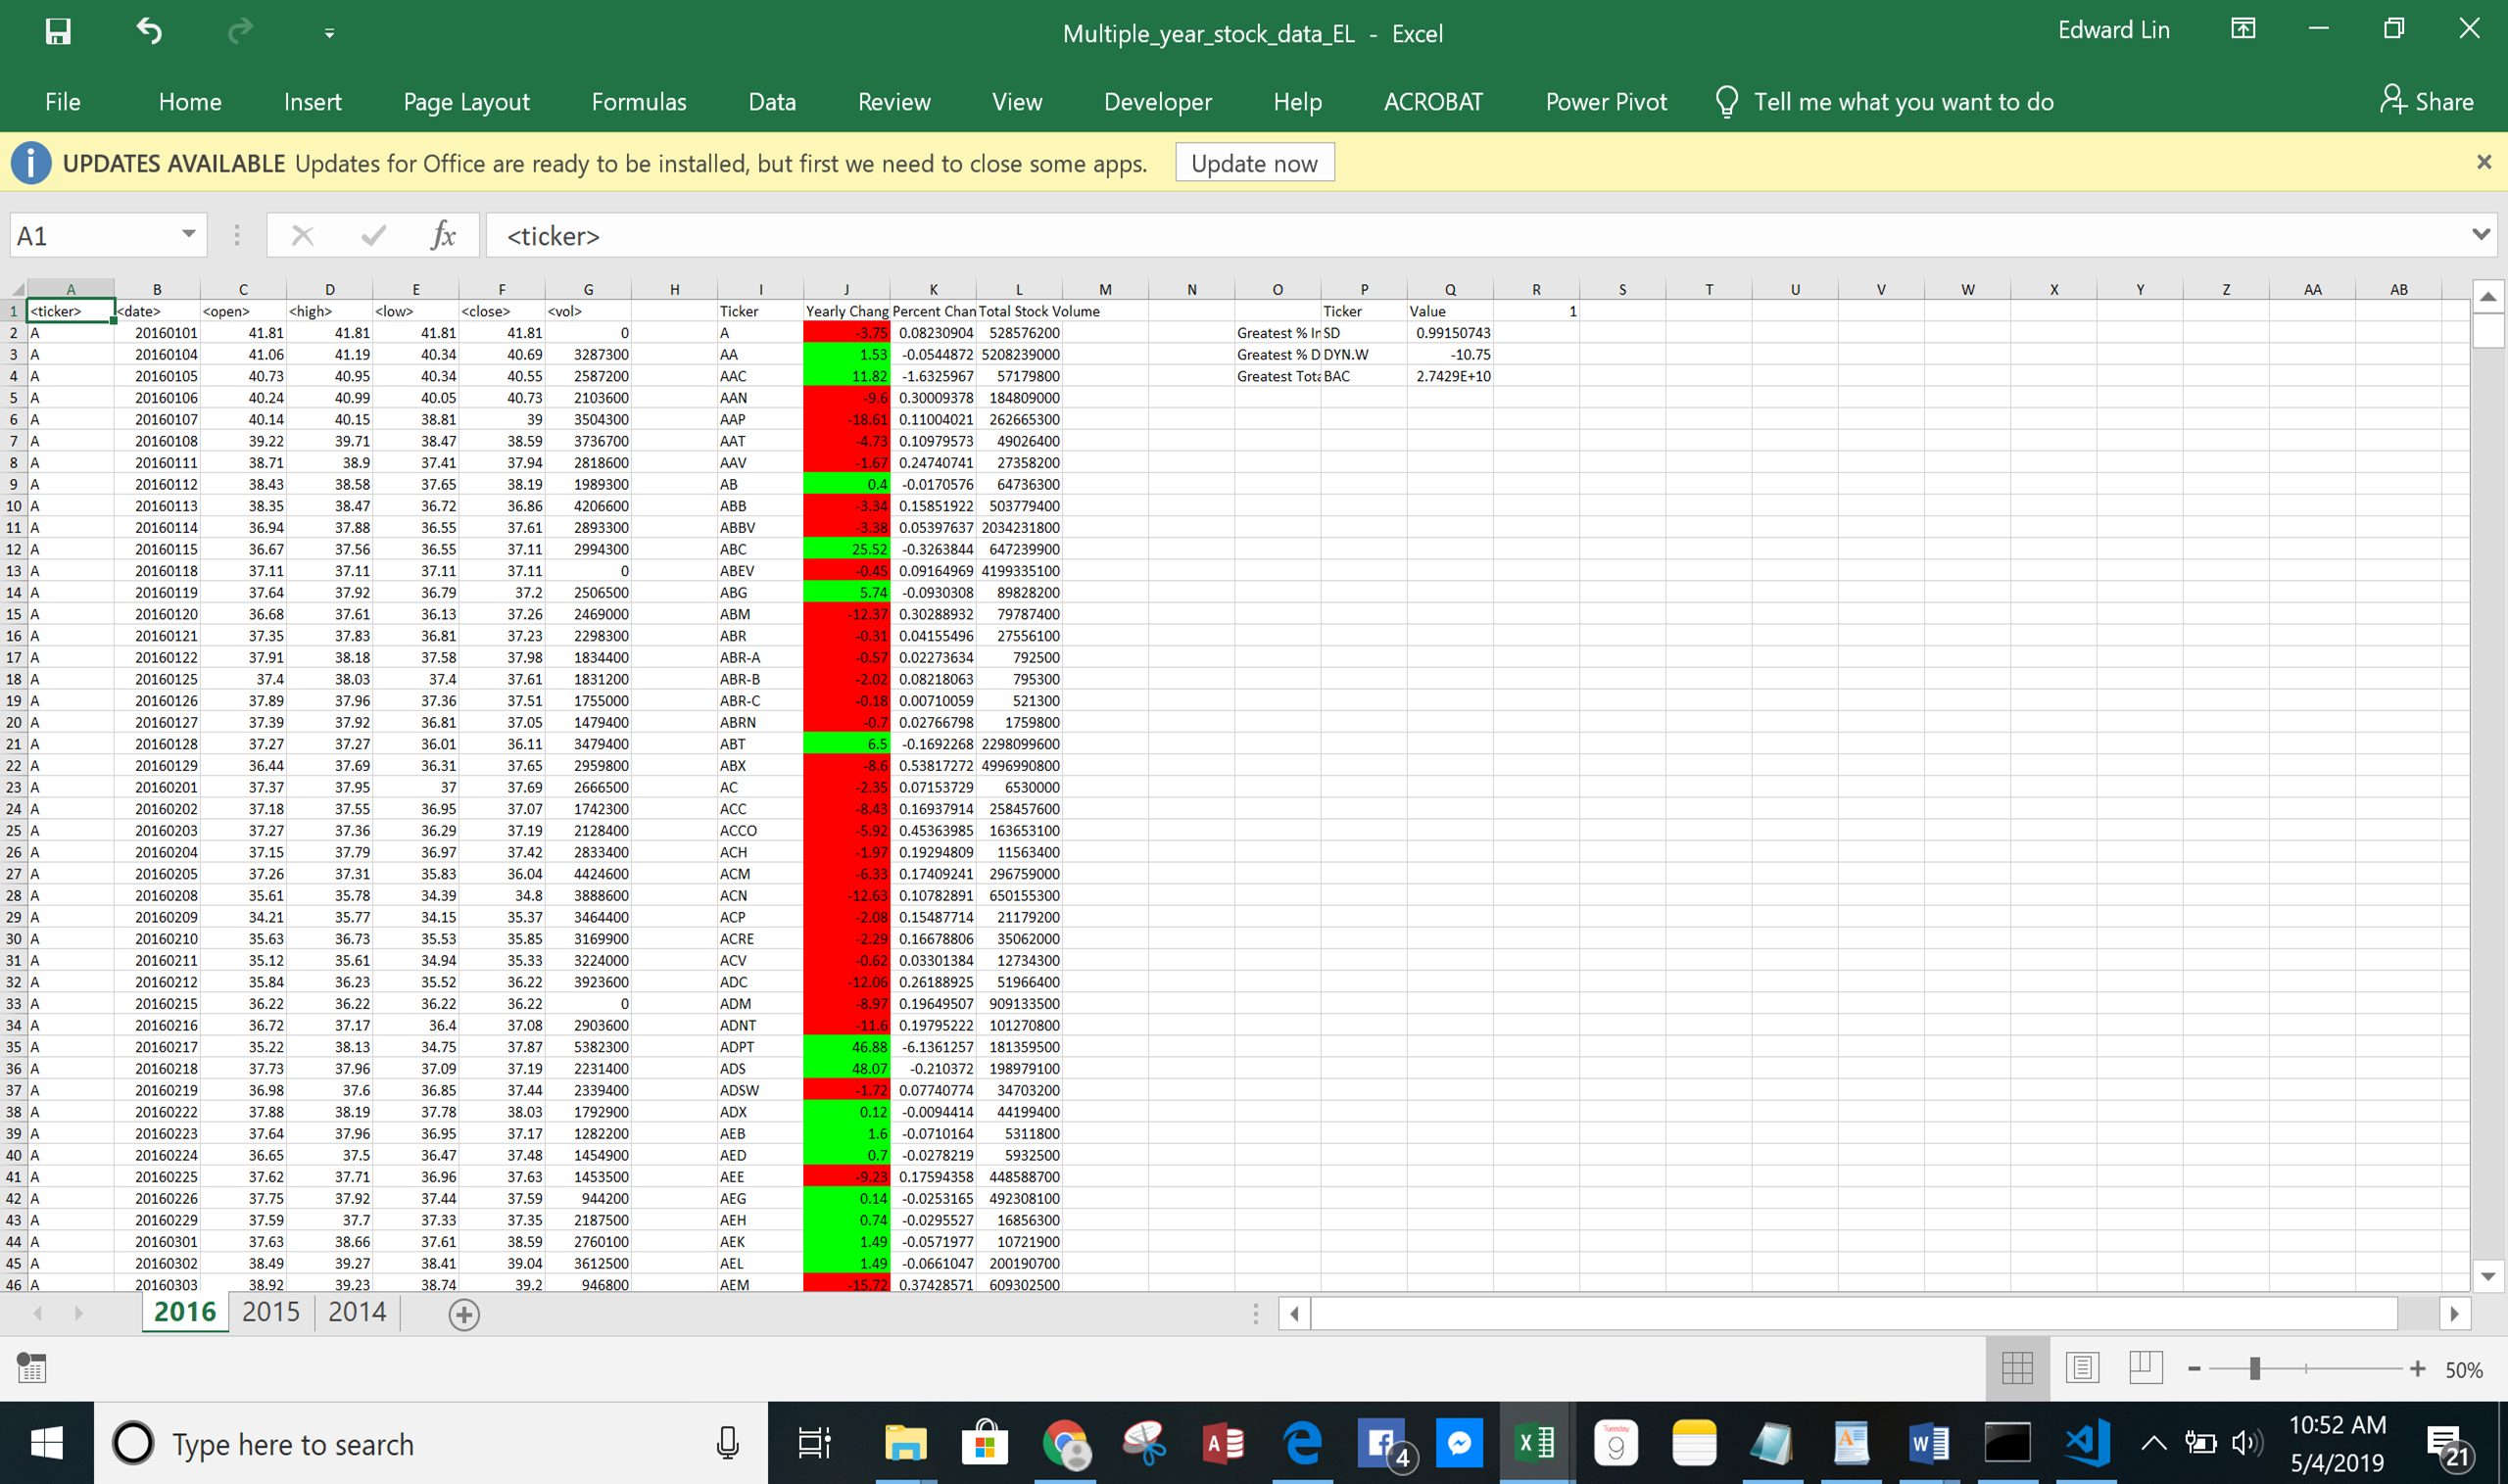 Multiple_year_stock_data_EL - Excel
Edward Lin
File Home Insert Page Layout Formulas Data Review View Developer Help ACROBAT Power Pivot Tell me what you want to do Share
UPDATES AVAILABLE Updates for Office are ready to be installed, but first we need to close some apps. Update now
A1 fx <ticker>
A B C D E F G H I J K L M N O P Q R S T U V W X Y Z AA AB
1 <ticker> <date> <open> <high> <low> <close> <vol> Ticker Yearly Chang Percent Chan Total Stock Volume Ticker Value 1
2 A 20160101 41.81 41.81 41.81 41.81 0 A -3.75 0.08230904 528576200 Greatest % In SD 0.99150743
3 A 20160104 41.06 41.19 40.34 40.69 3287300 AA 1.53 -0.0544872 5208239000 Greatest % D DYN.W -10.75
4 A 20160105 40.73 40.95 40.34 40.55 2587200 AAC 11.82 -1.6325967 57179800 Greatest Tota BAC 2.7429E+10
5 A 20160106 40.24 40.99 40.05 40.73 2103600 AAN -9.6 0.30009378 184809000
6 A 20160107 40.14 40.15 38.81 39 3504300 AAP -18.61 0.11004021 262665300
7 A 20160108 39.22 39.71 38.47 38.59 3736700 AAT -4.73 0.10979573 49026400
8 A 20160111 38.71 38.9 37.41 37.94 2818600 AAV -1.67 0.24740741 27358200
9 A 20160112 38.43 38.58 37.65 38.19 1989300 AB 0.4 -0.0170576 64736300
10 A 20160113 38.35 38.47 36.72 36.86 4206600 ABB -3.34 0.15851922 503779400
11 A 20160114 36.94 37.88 36.55 37.61 2893300 ABBV -3.38 0.05397637 2034231800
12 A 20160115 36.67 37.56 36.55 37.11 2994300 ABC 25.52 -0.3263844 647239900
13 A 20160118 37.11 37.11 37.11 37.11 0 ABEV -0.45 0.09164969 4199335100
14 A 20160119 37.64 37.92 36.79 37.2 2506500 ABG 5.74 -0.0930308 89828200
15 A 20160120 36.68 37.61 36.13 37.26 2469000 ABM -12.37 0.30288932 79787400
16 A 20160121 37.35 37.83 36.81 37.23 2298300 ABR -0.31 0.04155496 27556100
17 A 20160122 37.91 38.18 37.58 37.98 1834400 ABR-A -0.57 0.02273634 792500
18 A 20160125 37.4 38.03 37.4 37.61 1831200 ABR-B -2.02 0.08218063 795300
19 A 20160126 37.89 37.96 37.36 37.51 1755000 ABR-C -0.18 0.00710059 521300
20 A 20160127 37.39 37.92 36.81 37.05 1479400 ABRN -0.7 0.02766798 1759800
21 A 20160128 37.27 37.27 36.01 36.11 3479400 ABT 6.5 -0.1692268 2298099600
22 A 20160129 36.44 37.69 36.31 37.65 2959800 ABX -8.6 0.53817272 4996990800
23 A 20160201 37.37 37.95 37 37.69 2666500 AC -2.35 0.07153729 6530000
24 A 20160202 37.18 37.55 36.95 37.07 1742300 ACC -8.43 0.16937914 258457600
25 A 20160203 37.27 37.36 36.29 37.19 2128400 ACCO -5.92 0.45363985 163653100
26 A 20160204 37.15 37.79 36.97 37.42 2833400 ACH -1.97 0.19294809 11563400
27 A 20160205 37.26 37.31 35.83 36.04 4424600 ACM -6.33 0.17409241 296759000
28 A 20160208 35.61 35.78 34.39 34.8 3888600 ACN -12.63 0.10782891 650155300
29 A 20160209 34.21 35.77 34.15 35.37 3464400 ACP -2.08 0.15487714 21179200
30 A 20160210 35.63 36.73 35.53 35.85 3169900 ACRE -2.29 0.16678806 35062000
31 A 20160211 35.12 35.61 34.94 35.33 3224000 ACV -0.62 0.03301384 12734300
32 A 20160212 35.84 36.23 35.52 36.22 3923600 ADC -12.06 0.26188925 51966400
33 A 20160215 36.22 36.22 36.22 36.22 0 ADM -8.97 0.19649507 909133500
34 A 20160216 36.72 37.17 36.4 37.08 2903600 ADNT -11.6 0.19795222 101270800
35 A 20160217 35.22 38.13 34.75 37.87 5382300 ADPT 46.88 -6.1361257 181359500
36 A 20160218 37.73 37.96 37.09 37.19 2231400 ADS 48.07 -0.210372 198979100
37 A 20160219 36.98 37.6 36.85 37.44 2339400 ADSW -1.72 0.07740774 34703200
38 A 20160222 37.88 38.19 37.78 38.03 1792900 ADX 0.12 -0.0094414 44199400
39 A 20160223 37.64 37.96 36.95 37.17 1282200 AEB 1.6 -0.0710164 5311800
40 A 20160224 36.65 37.5 36.47 37.48 1454900 AED 0.7 -0.0278219 5932500
41 A 20160225 37.62 37.71 36.96 37.63 1453500 AEE -9.23 0.17594358 448588700
42 A 20160226 37.75 37.92 37.44 37.59 944200 AEG 0.14 -0.0253165 492308100
43 A 20160229 37.59 37.7 37.33 37.35 2187500 AEH 0.74 -0.0295527 16856300
44 A 20160301 37.63 38.66 37.61 38.59 2760100 AEK 1.49 -0.0571977 10721900
45 A 20160302 38.49 39.27 38.41 39.04 3612500 AEL 1.49 -0.0661047 200190700
46 A 20160303 38.92 39.23 38.74 39.2 946800 AEM -15.72 0.37428571 609302500
2016 2015 2014
50%
Type here to search
Tuesday
9
4
10:52 AM
5/4/2019
21